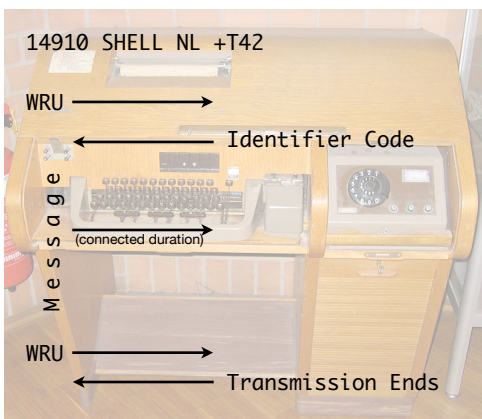 14910 SHELL NL +T42
WRU
Identifier Code
Message
(connected duration)
WRU
Transmission Ends